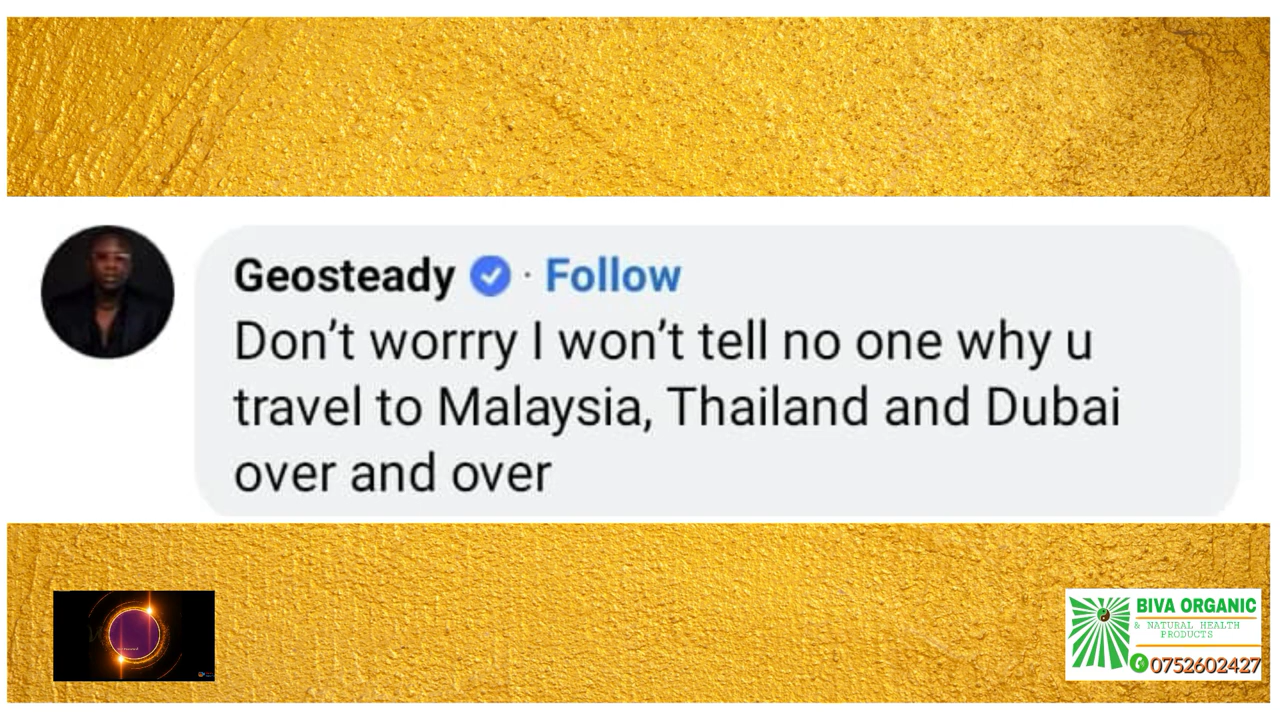 Geosteady · Follow
Don't worrry I won't tell no one why u
travel to Malaysia, Thailand and Dubai
over and over
BIVA ORGANIC
& NATURAL HEALTH
PRODUCTS
0752602427